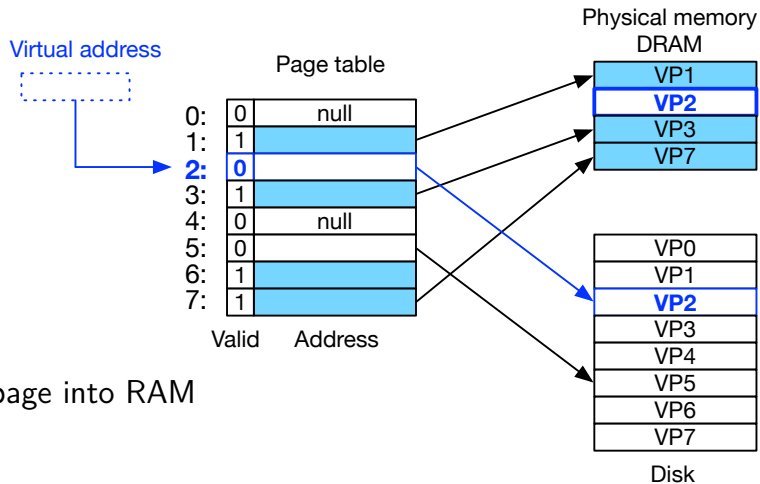 Physical memory
DRAM
Virtual address
Page table
VP1
VP2
VP3
VP7
0: 0 null
1: 1
2: 0
3: 1
4: 0 null
5: 0
6: 1
7: 1
Valid Address
VP0
VP1
VP2
VP3
VP4
VP5
VP6
VP7
Disk
page into RAM